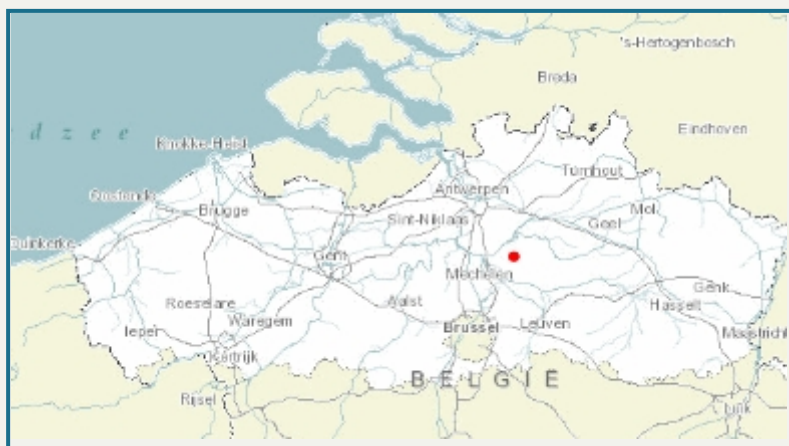 's-Hertogenbosch
Breda
d z e e
Eindhoven
Knokke-Heist
Turnhout
Antwerpen
Oostende
Mol
Brugge
Sint-Niklaas
Geel
Duinkerke
Gent
Mechelen
Genk
Roeselare
Aalst
Hasselt
Waregem
Brussel
Leuven
Ieper
Maastricht
Kortrijk
BELGIË
Rijsel
Luik